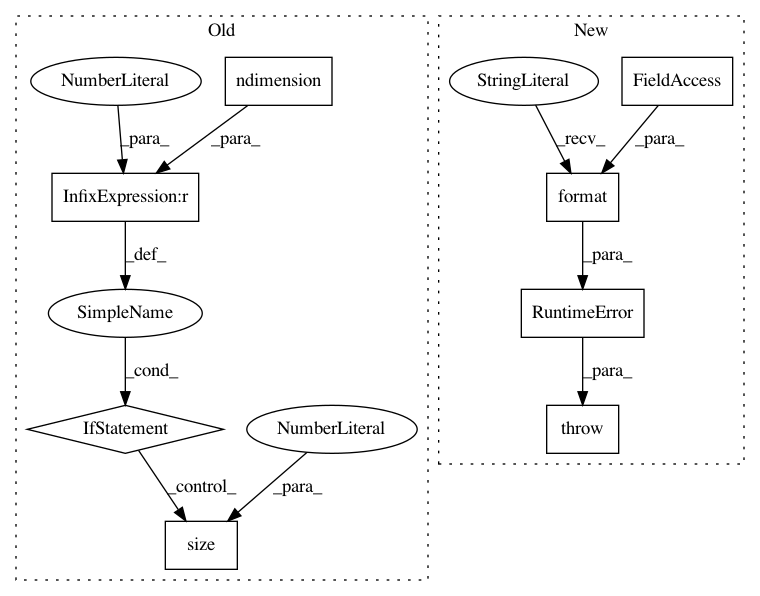 Old
New
NumberLiteral
ndimension
StringLiteral
FieldAccess
_para_
_para_
_recv_
_para_
InfixExpression:r
format
_def_
_para_
SimpleName
RuntimeError
_cond_
_para_
IfStatement
NumberLiteral
throw
_control_
_para_
size